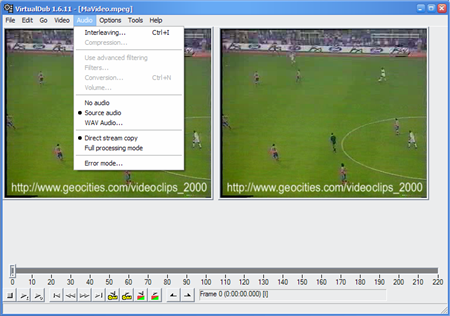 VirtualDub 1.6.11 - [MaVideo.mpeg]
File Edit Go Video Audio Options Tools Help
Interleaving... Ctrl+I
Compression...
Use advanced filtering
Filters...
Conversion... Ctrl+N
Volume...
No audio
Source audio
WAV Audio...
Direct stream copy
Full processing mode
Error mode...
http://www.geocities.com/videoclips_2000 http://www.geocities.com/videoclips_2000
0 10 20 30 40 50 60 70 80 90 100 110 120 130 140 150 160 170 180 190 200 210 220
Frame 0 (0:00:00.000) [I]